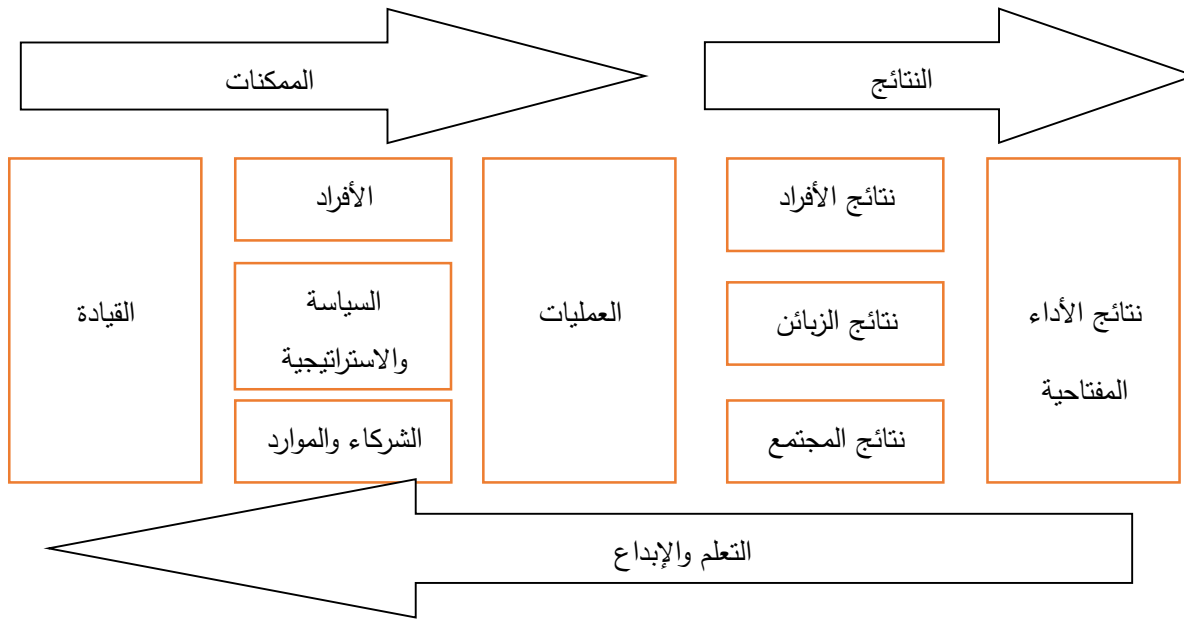 الممكنات
النتائج
القيادة
الأفراد
السياسة
والاستراتيجية
الشركاء والموارد
العمليات
نتائج الأفراد
نتائج الزبائن
نتائج المجتمع
نتائج الأداء
المفتاحية
التعلم والإبداع